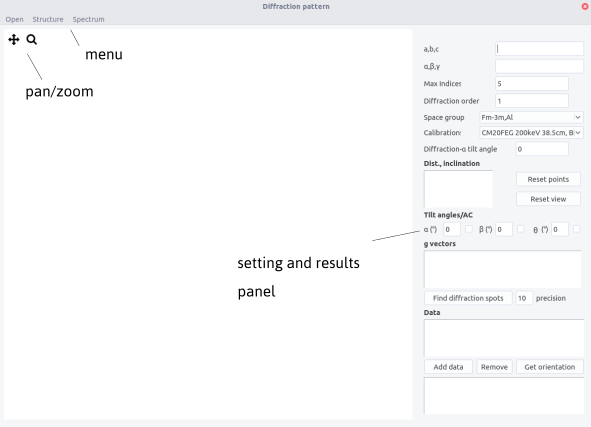 Diffraction pattern
Open Structure Spectrum
menu
pan/zoom
a,b,c
α,β,γ
Max Indices 5
Diffraction order 1
Space group Fm-3m,Al
Calibration: CM20FEG 200keV 38.5cm, B
Diffraction-α tilt angle 0
Dist., inclination
Reset points
Reset view
Tilt angles/AC
α (°) 0 β (°) 0 θ (°) 0
g vectors
setting and results
panel
Find diffraction spots 10 precision
Data
Add data Remove Get orientation